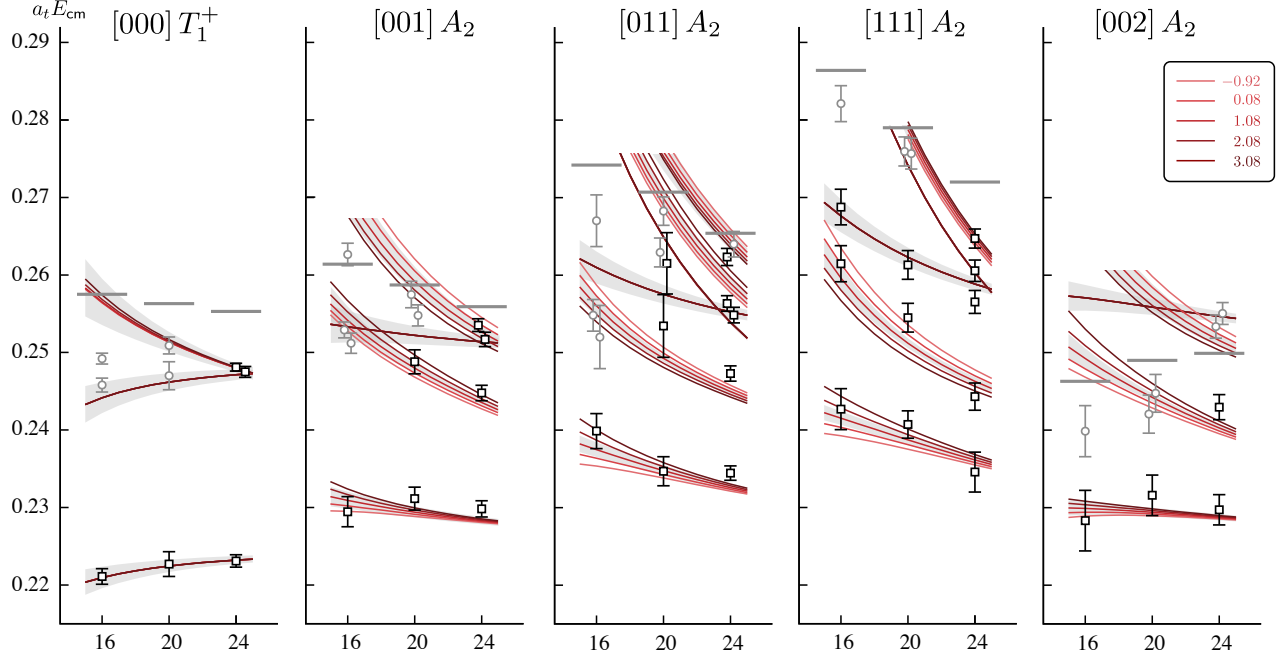 a_t E_cm
[000] T_1^+
[001] A_2
[011] A_2
[111] A_2
[002] A_2
0.29
0.28
0.27
0.26
0.25
0.24
0.23
0.22
−0.92
0.08
1.08
2.08
3.08
16 20 24
16 20 24
16 20 24
16 20 24
16 20 24